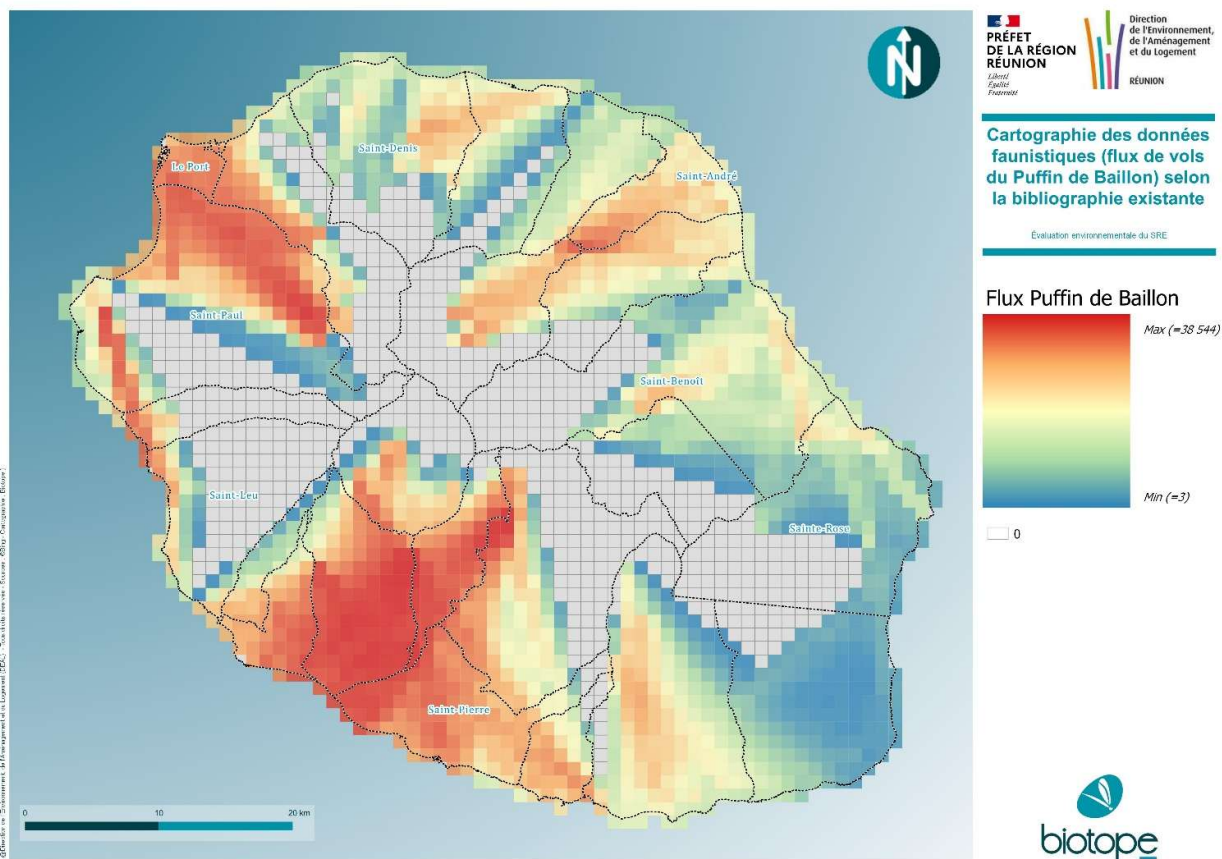 PRÉFET
DE LA RÉGION
RÉUNION
Liberté
Égalité
Fraternité
Direction
de l'Environnement,
de l'Aménagement
et du Logement
RÉUNION
Cartographie des données
faunistiques (flux de vols
du Puffin de Baillon) selon
la bibliographie existante
Évaluation environnementale du SRE
Flux Puffin de Baillon
Max (=38 544)
Min (=3)
0
N
Saint-Denis
Le Port
Saint-André
Saint-Paul
Saint-Benoît
Saint-Leu
Sainte-Rose
Saint-Pierre
0 10 20 km
biotope